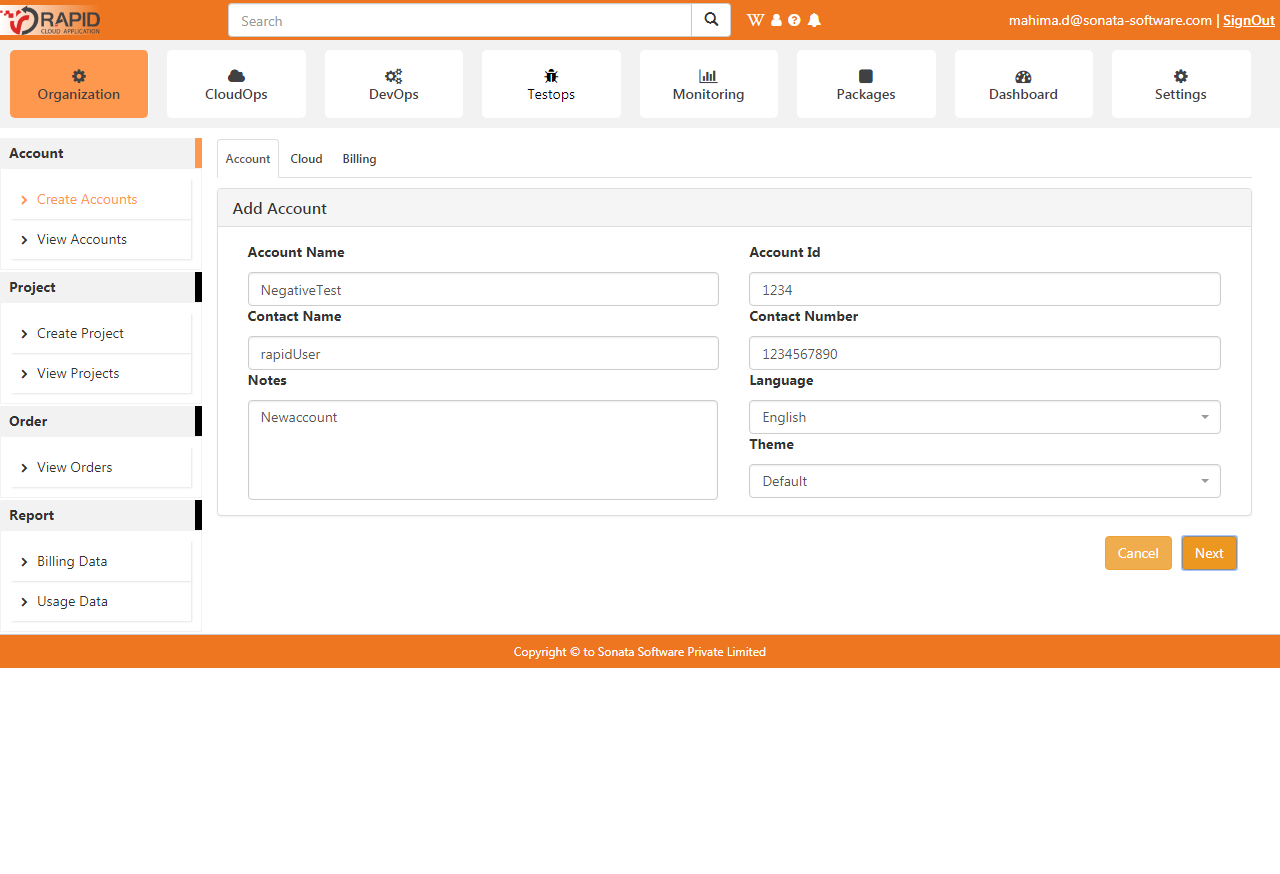 RAPID
CLOUD APPLICATION
Search
mahima.d@sonata-software.com | SignOut
Organization
CloudOps
DevOps
Testops
Monitoring
Packages
Dashboard
Settings
Account
Create Accounts
View Accounts
Project
Create Project
View Projects
Order
View Orders
Report
Billing Data
Usage Data
Account Cloud Billing
Add Account
Account Name
NegativeTest
Account Id
1234
Contact Name
rapidUser
Contact Number
1234567890
Notes
Newaccount
Language
English
Theme
Default
Cancel Next
Copyright © to Sonata Software Private Limited